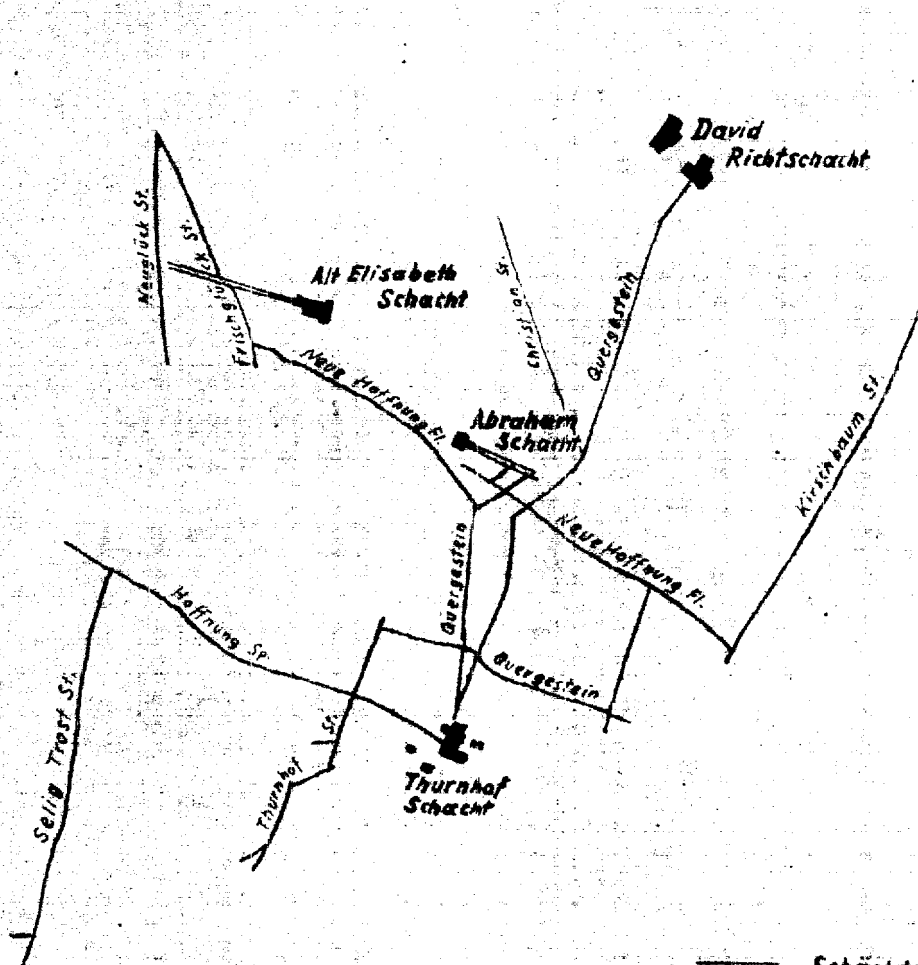 David
Richtschacht
Neuglück St.
Frischglück St.
Alt Elisabeth
Schacht
Christian St.
Quergestein
Neue Hoffnung Fl.
Abraham
Schacht
Kirschbaum St.
Neue Hoffnung Fl.
Quergestein
Hoffnung Sp.
Quergestein
Selig Trost St.
Thurnhof St.
Thurnhof
Schacht